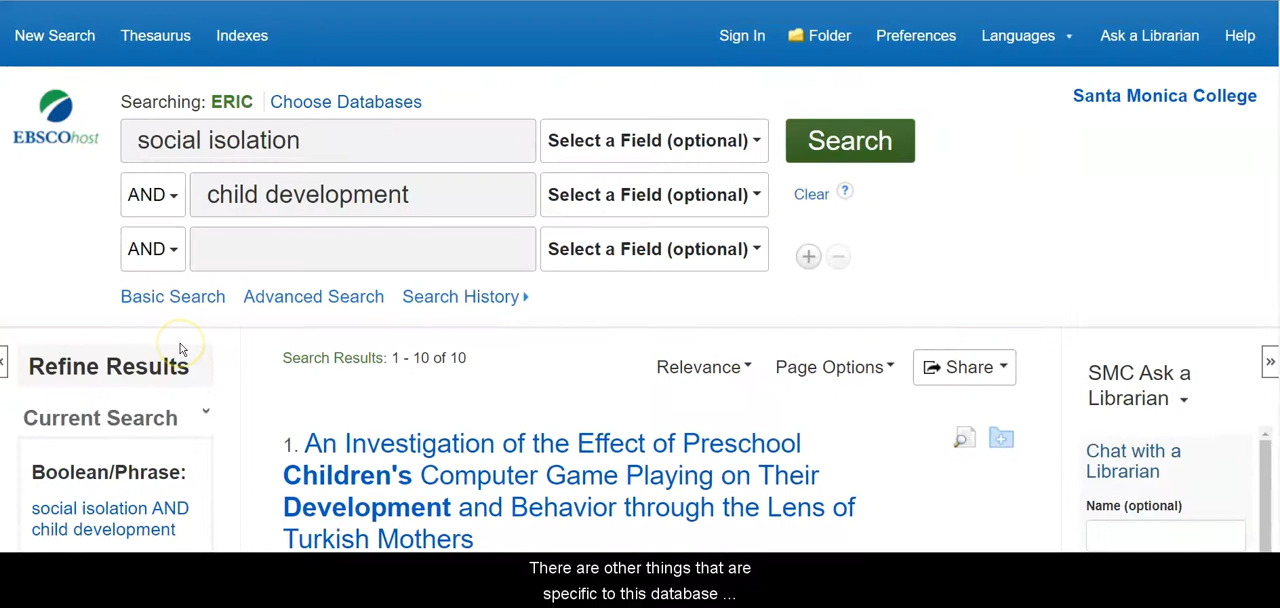 New Search Thesaurus Indexes Sign In Folder Preferences Languages Ask a Librarian Help
Searching: ERIC Choose Databases
Santa Monica College
EBSCOhost
social isolation Select a Field (optional) Search
AND child development Select a Field (optional) Clear ?
AND Select a Field (optional)
Basic Search Advanced Search Search History
Refine Results
Current Search
Boolean/Phrase:
social isolation AND
child development
Search Results: 1 - 10 of 10
Relevance Page Options Share
1. An Investigation of the Effect of Preschool
Children's Computer Game Playing on Their
Development and Behavior through the Lens of
Turkish Mothers
SMC Ask a
Librarian
Chat with a
Librarian
Name (optional)
There are other things that are
specific to this database ...